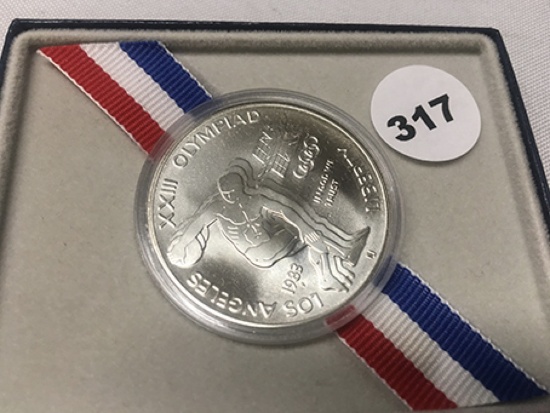 317
XXIII OLYMPIAD
LIBERTY
IN GOD WE
TRUST
1983
LOS ANGELES